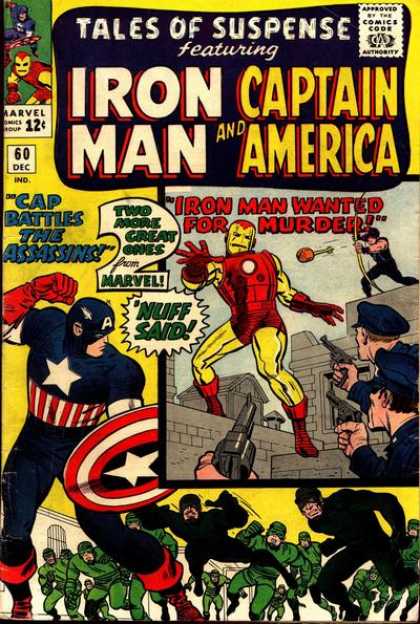 TALES OF SUSPENSE
featuring
IRON MAN AND CAPTAIN AMERICA
APPROVED
BY THE
COMICS
CODE
CA
AUTHORITY
MARVEL
COMICS
GROUP 12¢
60
DEC
IND.
"CAP
BATTLES
THE
ASSASSINS!"
TWO
MORE
GREAT
ONES
from
MARVEL!
'NUFF
SAID!
"IRON MAN WANTED
FOR MURDER!"
A